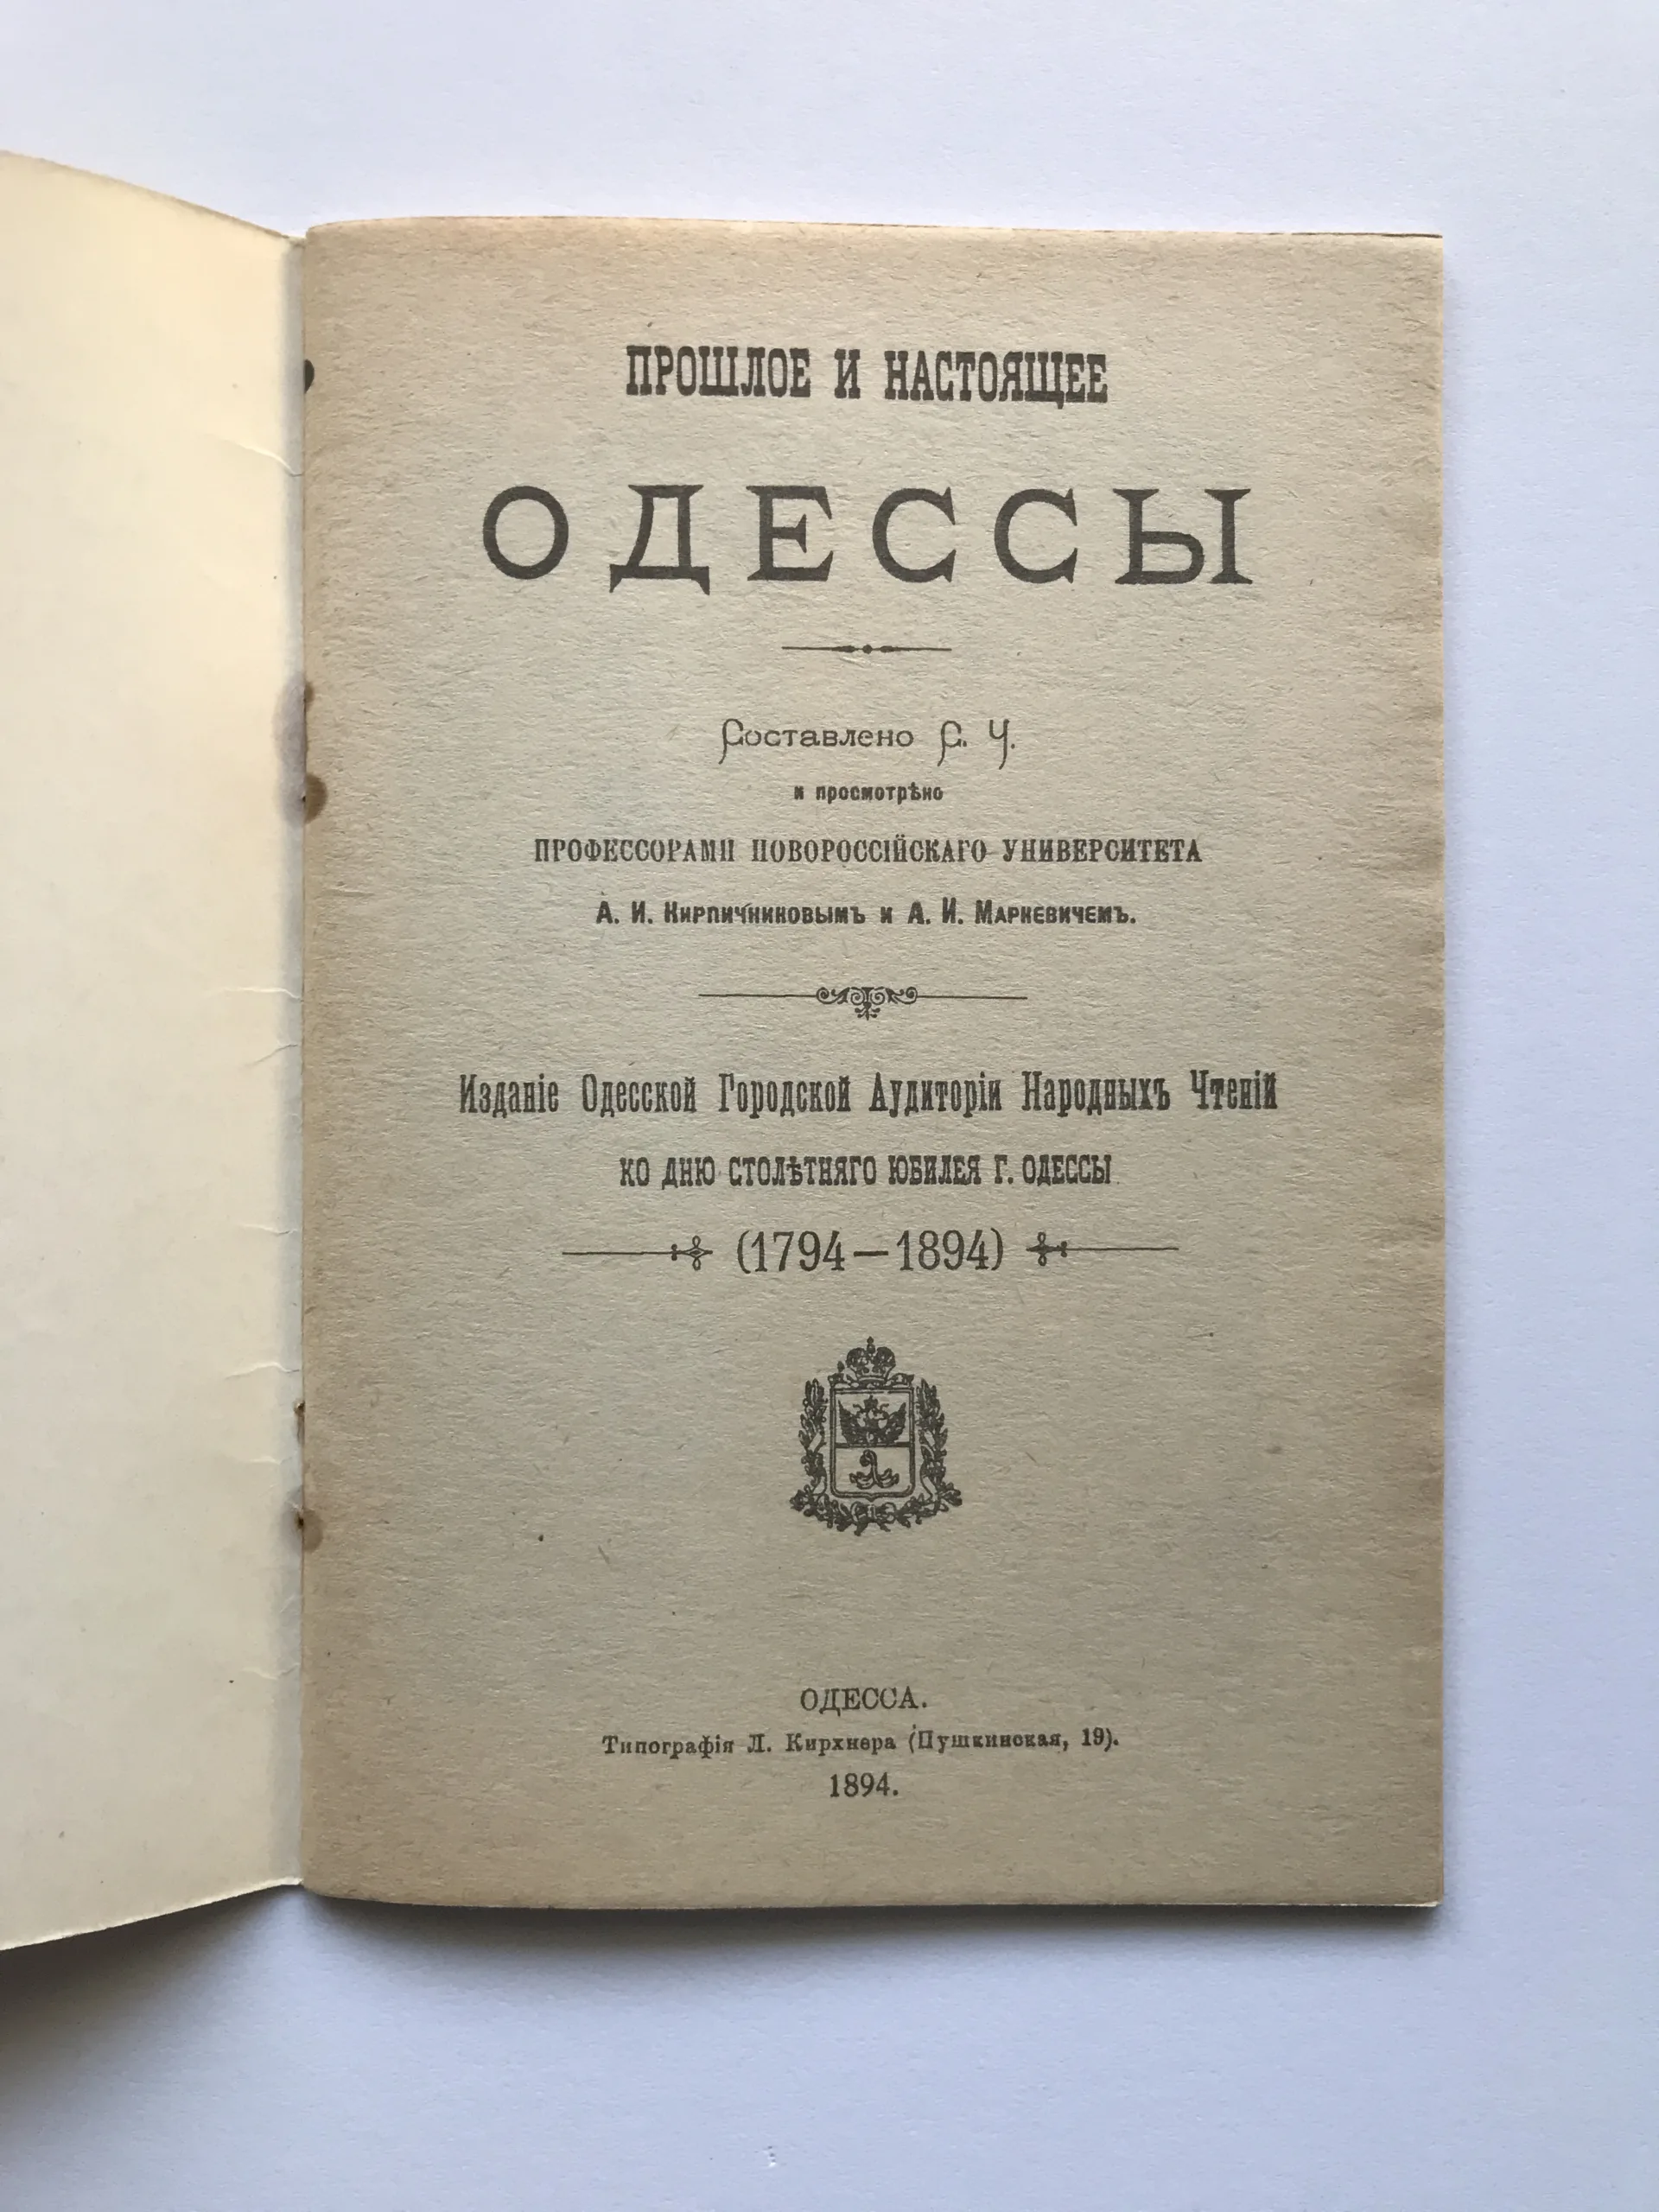 ПРОШЛОЕ И НАСТОЯЩЕЕ
ОДЕССЫ
Составлено С. Ч.
и просмотрѣно
ПРОФЕССОРАМИ НОВОРОССІЙСКАГО УНИВЕРСИТЕТА
А. И. Кирпичниковымъ и А. И. Маркевичемъ.
Изданіе Одесской Городской Аудиторіи Народныхъ Чтеній
КО ДНЮ СТОЛѢТНЯГО ЮБИЛЕЯ Г. ОДЕССЫ
(1794—1894)
ОДЕССА.
Типографія Л. Кирхнера (Пушкинская, 19).
1894.